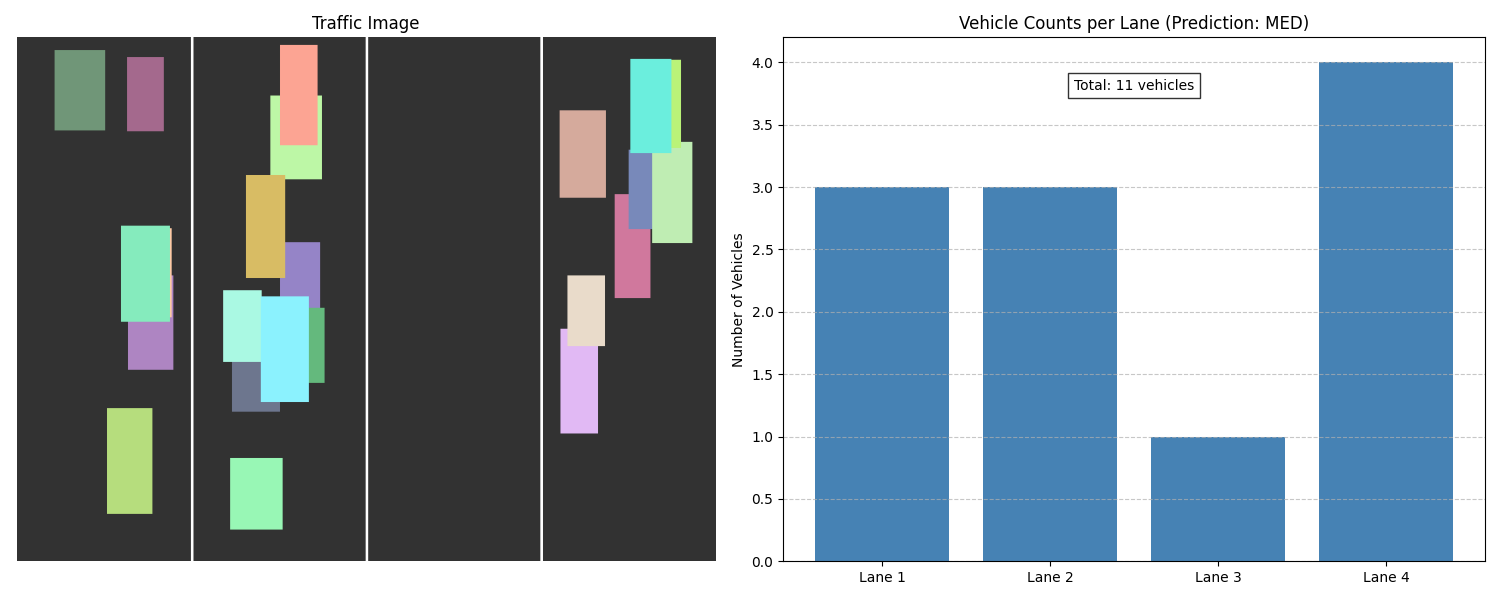 Traffic Image
Vehicle Counts per Lane (Prediction: MED)
Total: 11 vehicles
Number of Vehicles
4.0
3.5
3.0
2.5
2.0
1.5
1.0
0.5
0.0
Lane 1
Lane 2
Lane 3
Lane 4